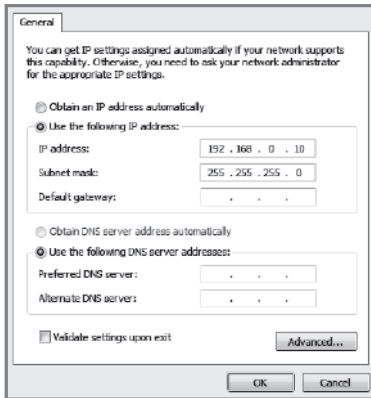 General
You can get IP settings assigned automatically if your network supports
this capability. Otherwise, you need to ask your network administrator
for the appropriate IP settings.
Obtain an IP address automatically
Use the following IP address:
IP address: 192 . 168 . 0 . 10
Subnet mask: 255 . 255 . 255 . 0
Default gateway: . . .
Obtain DNS server address automatically
Use the following DNS server addresses:
Preferred DNS server: . . .
Alternate DNS server: . . .
Validate settings upon exit
Advanced...
OK Cancel